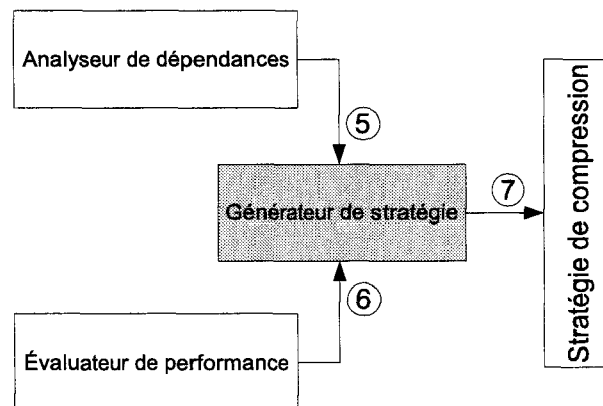 Analyseur de dépendances
5
Générateur de stratégie
7
Stratégie de compression
6
Évaluateur de performance